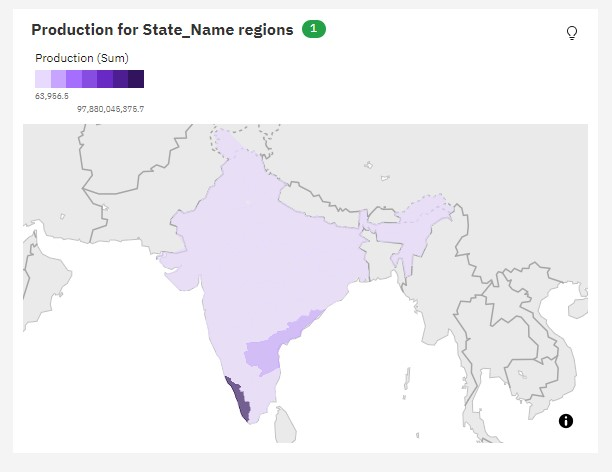 Production for State_Name regions 1
Production (Sum)
63,956.5
97,880,045,375.7